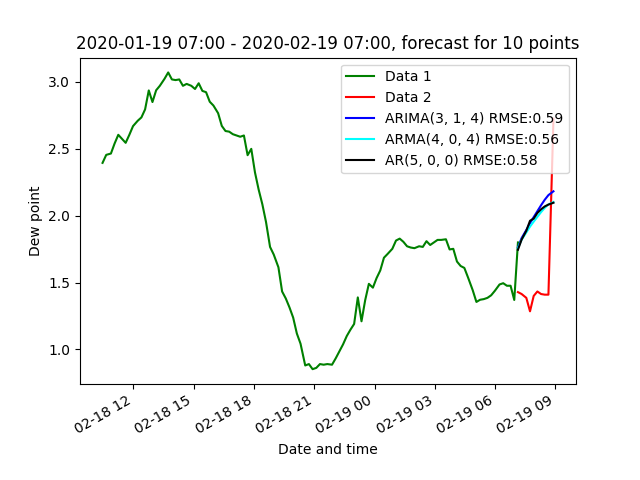 2020-01-19 07:00 - 2020-02-19 07:00, forecast for 10 points
Data 1
Data 2
ARIMA(3, 1, 4) RMSE:0.59
ARMA(4, 0, 4) RMSE:0.56
AR(5, 0, 0) RMSE:0.58
Dew point
3.0
2.5
2.0
1.5
1.0
02-18 12
02-18 15
02-18 18
02-18 21
02-19 00
02-19 03
02-19 06
02-19 09
Date and time